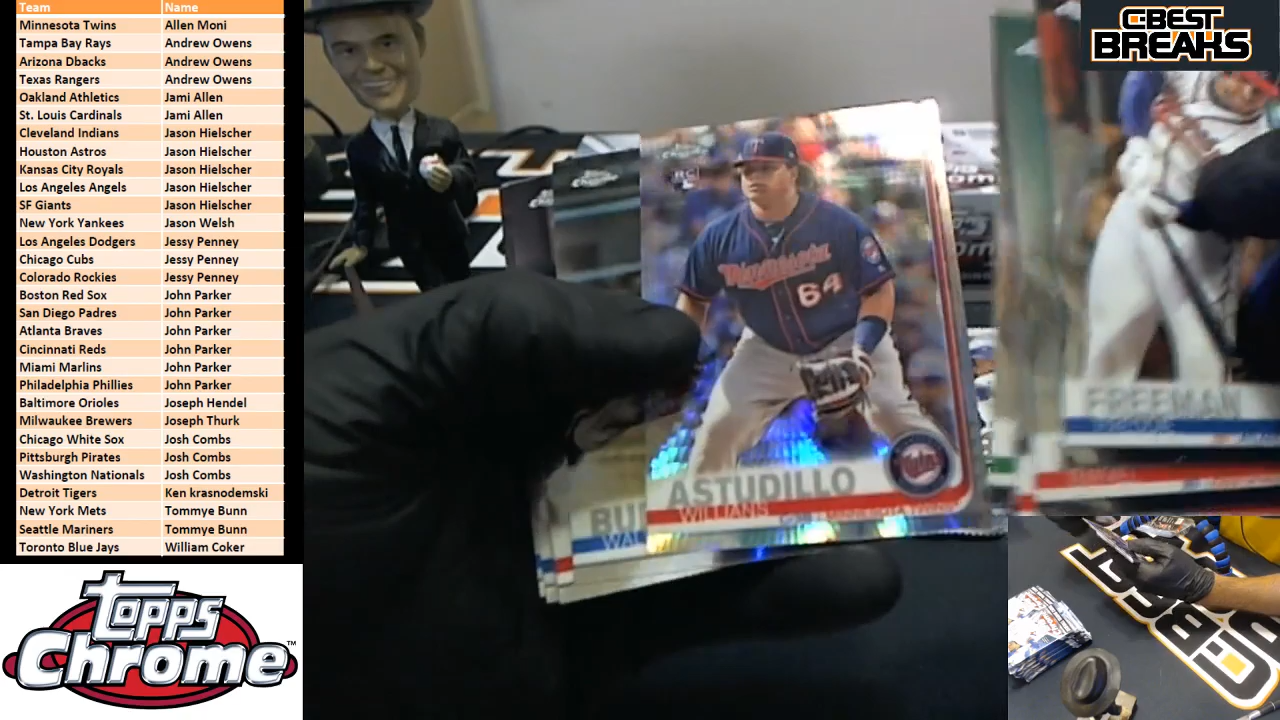 Team Name
Minnesota Twins Allen Moni
Tampa Bay Rays Andrew Owens
Arizona Dbacks Andrew Owens
Texas Rangers Andrew Owens
Oakland Athletics Jami Allen
St. Louis Cardinals Jami Allen
Cleveland Indians Jason Hielscher
Houston Astros Jason Hielscher
Kansas City Royals Jason Hielscher
Los Angeles Angels Jason Hielscher
SF Giants Jason Hielscher
New York Yankees Jason Welsh
Los Angeles Dodgers Jessy Penney
Chicago Cubs Jessy Penney
Colorado Rockies Jessy Penney
Boston Red Sox John Parker
San Diego Padres John Parker
Atlanta Braves John Parker
Cincinnati Reds John Parker
Miami Marlins John Parker
Philadelphia Phillies John Parker
Baltimore Orioles Joseph Hendel
Milwaukee Brewers Joseph Thurk
Chicago White Sox Josh Combs
Pittsburgh Pirates Josh Combs
Washington Nationals Josh Combs
Detroit Tigers Ken krasnodemski
New York Mets Tommye Bunn
Seattle Mariners Tommye Bunn
Toronto Blue Jays William Coker
Topps
Chrome™
C-BEST
BREAKS
RC
Minnesota
64
ASTUDILLO
WILLIANS
BU
WAL
FREEMAN